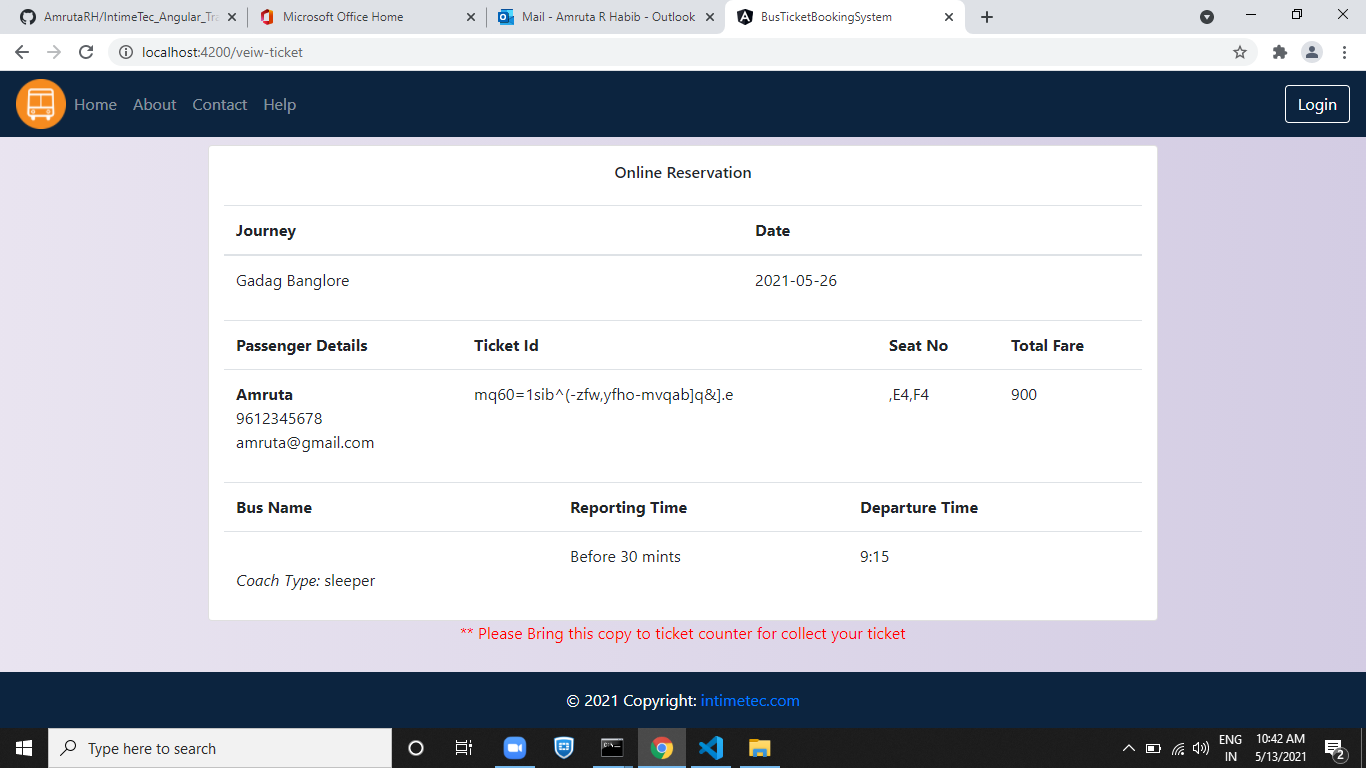 AmrutaRH/IntimeTec_Angular_Tra
Microsoft Office Home
Mail - Amruta R Habib - Outlook
BusTicketBookingSystem
localhost:4200/veiw-ticket
Home About Contact Help
Login
Online Reservation
Journey Date
Gadag Banglore 2021-05-26
Passenger Details Ticket Id Seat No Total Fare
Amruta mq60=1sib^(-zfw,yfho-mvqab]q&].e ,E4,F4 900
9612345678
amruta@gmail.com
Bus Name Reporting Time Departure Time
Before 30 mints 9:15
Coach Type: sleeper
** Please Bring this copy to ticket counter for collect your ticket
© 2021 Copyright: intimetec.com
Type here to search
ENG
IN
10:42 AM
5/13/2021
2